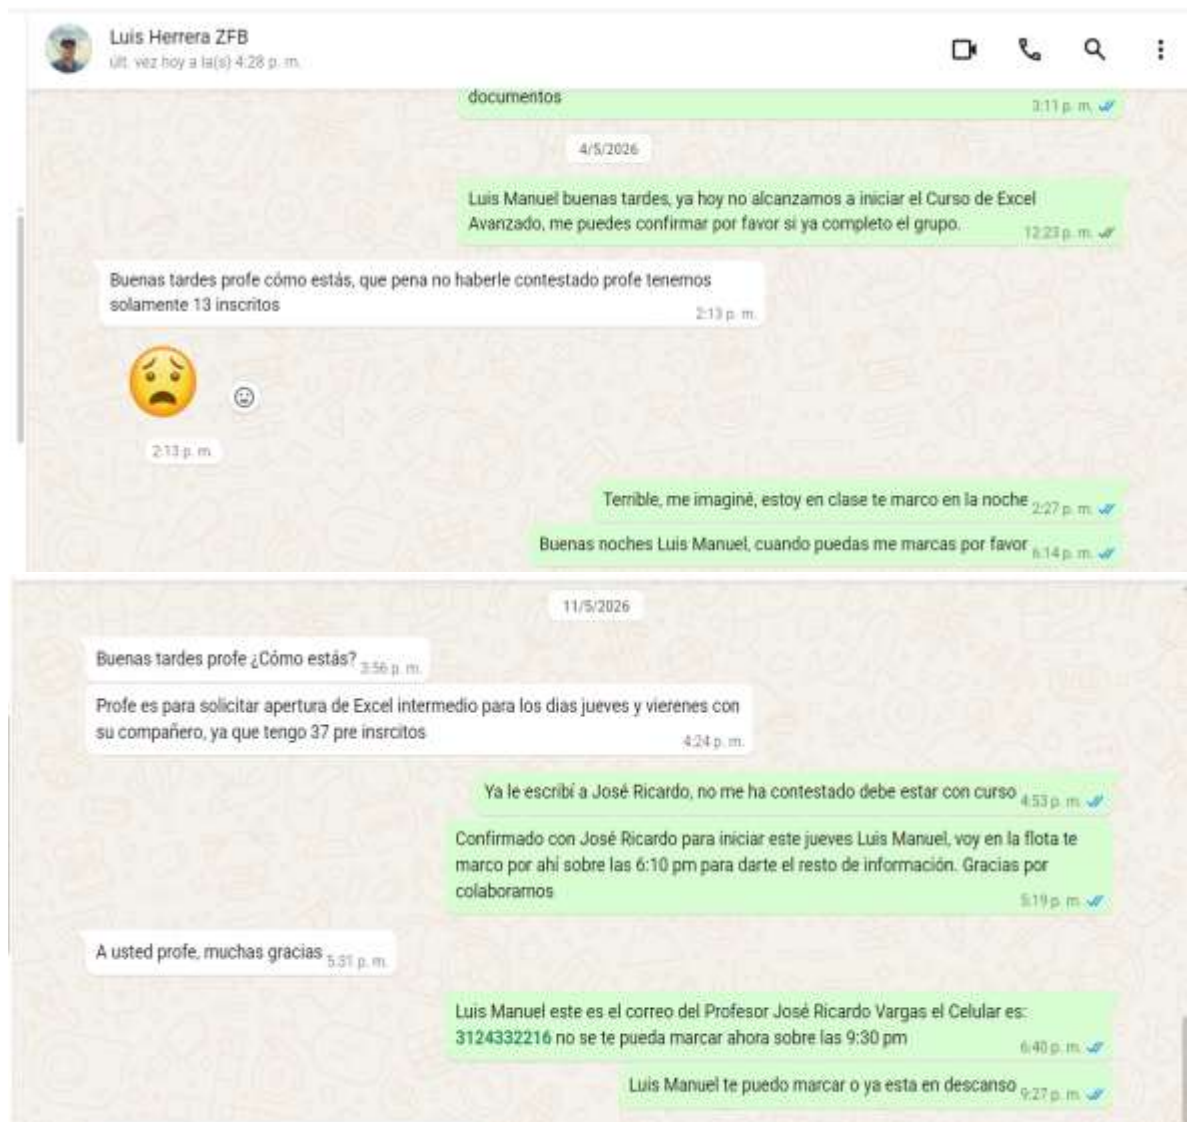 Luis Herrera ZFB
últ. vez hoy a la(s) 4:28 p. m.
documentos
3:11 p. m.
4/5/2026
Luis Manuel buenas tardes, ya hoy no alcanzamos a iniciar el Curso de Excel
Avanzado, me puedes confirmar por favor si ya completo el grupo.
12:23 p. m.
Buenas tardes profe cómo estás, que pena no haberle contestado profe tenemos
solamente 13 inscritos
2:13 p. m.
2:13 p. m.
Terrible, me imaginé, estoy en clase te marco en la noche 2:27 p. m.
Buenas noches Luis Manuel, cuando puedas me marcas por favor 6:14 p. m.
11/5/2026
Buenas tardes profe ¿Cómo estás? 3:56 p. m.
Profe es para solicitar apertura de Excel intermedio para los dias jueves y vierenes con
su compañero, ya que tengo 37 pre insrcitos
4:24 p. m.
Ya le escribí a José Ricardo, no me ha contestado debe estar con curso 4:53 p. m.
Confirmado con José Ricardo para iniciar este jueves Luis Manuel, voy en la flota te
marco por ahí sobre las 6:10 pm para darte el resto de información. Gracias por
colaborarnos
5:19 p. m.
A usted profe, muchas gracias 5:31 p. m.
Luis Manuel este es el correo del Profesor José Ricardo Vargas el Celular es:
3124332216 no se te pueda marcar ahora sobre las 9:30 pm
6:40 p. m.
Luis Manuel te puedo marcar o ya esta en descanso 9:27 p. m.